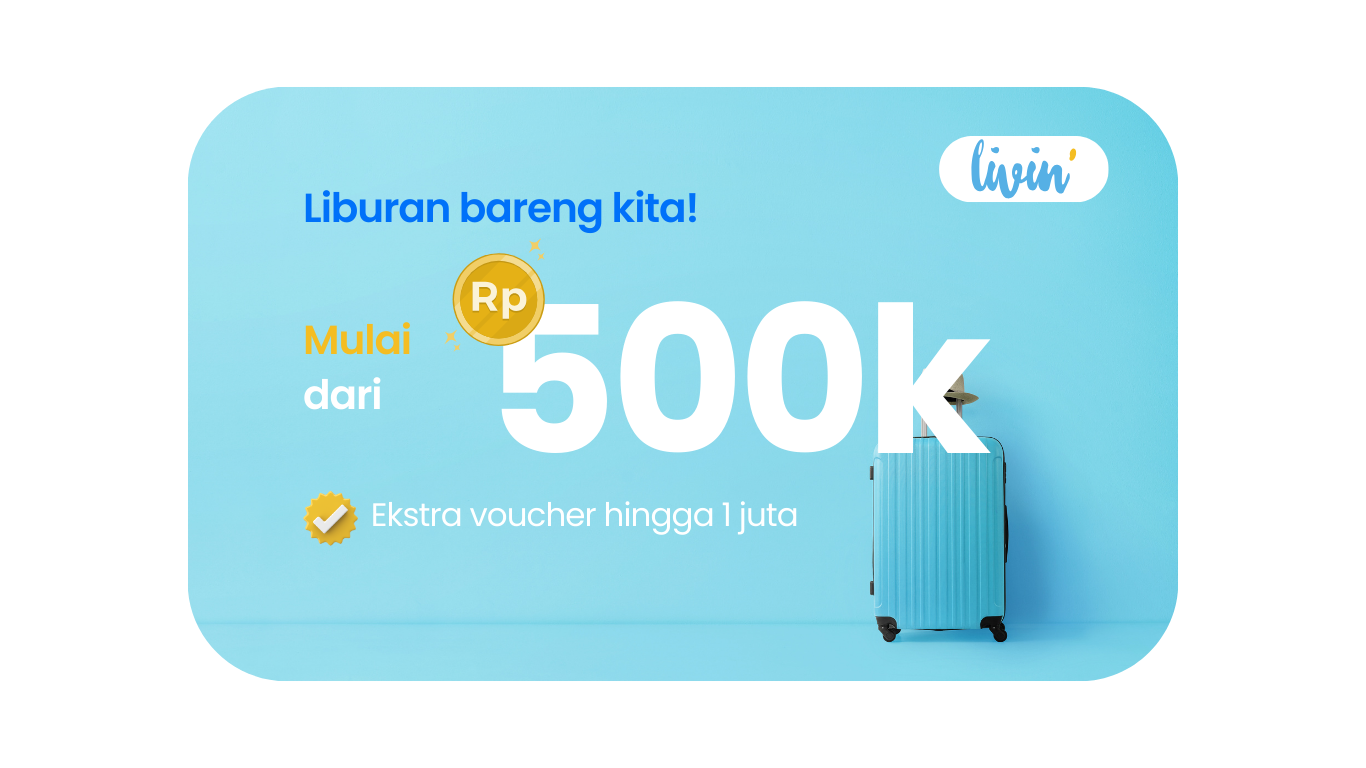 livin'
Liburan bareng kita!
Rp
Mulai
dari
500k
Ekstra voucher hingga 1 juta